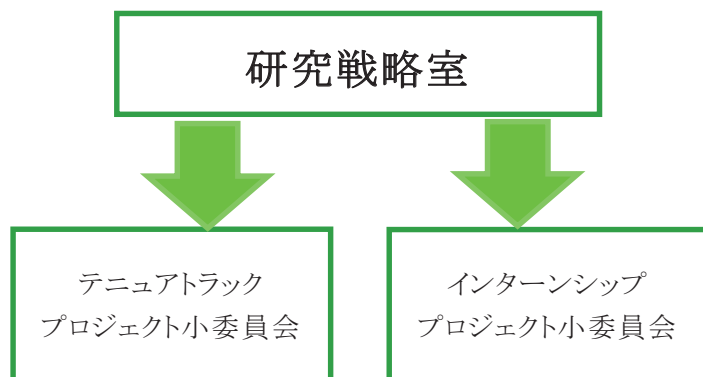 研究戦略室
テニュアトラック
プロジェクト小委員会
インターンシップ
プロジェクト小委員会